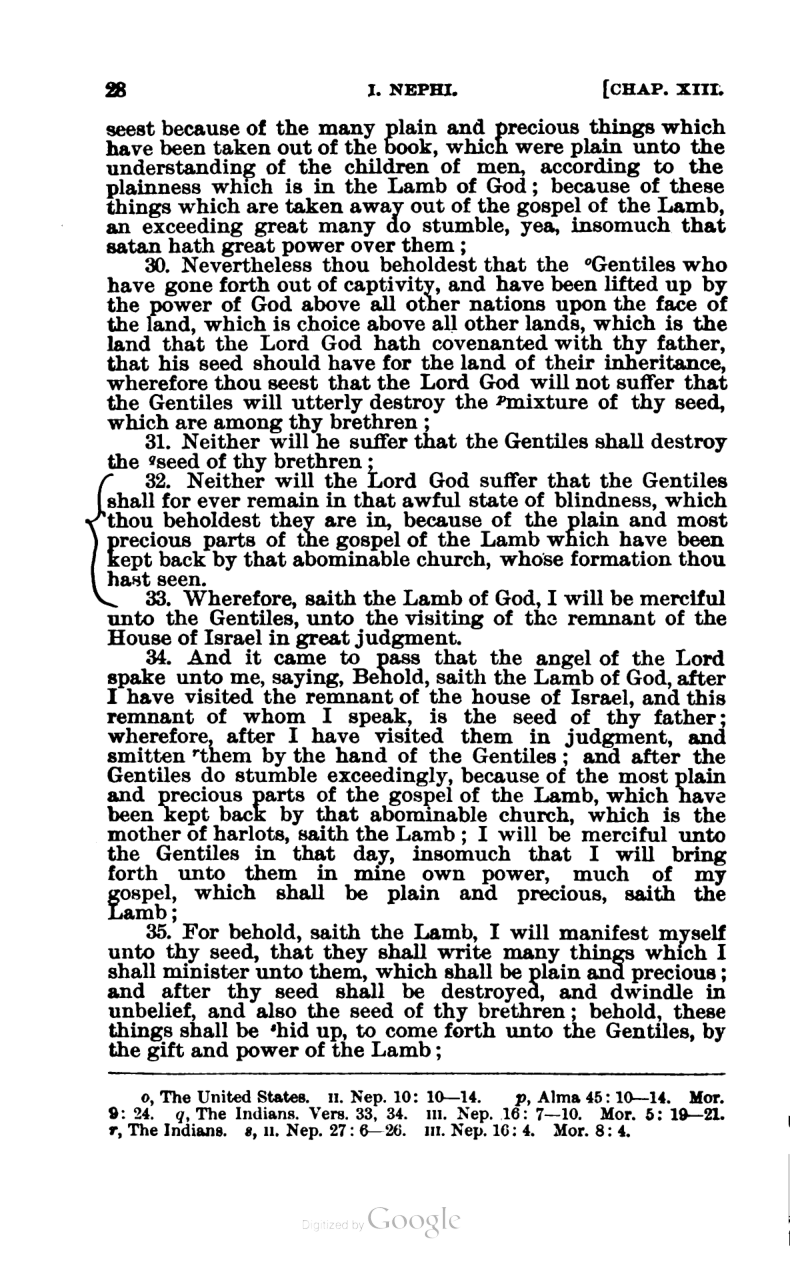 28 I. NEPHI. [CHAP. XIII.
seest because of the many plain and precious things which
have been taken out of the book, which were plain unto the
understanding of the children of men, according to the
plainness which is in the Lamb of God; because of these
things which are taken away out of the gospel of the Lamb,
an exceeding great many do stumble, yea, insomuch that
satan hath great power over them;
30. Nevertheless thou beholdest that the ᵒGentiles who
have gone forth out of captivity, and have been lifted up by
the power of God above all other nations upon the face of
the land, which is choice above all other lands, which is the
land that the Lord God hath covenanted with thy father,
that his seed should have for the land of their inheritance,
wherefore thou seest that the Lord God will not suffer that
the Gentiles will utterly destroy the ᵖmixture of thy seed,
which are among thy brethren;
31. Neither will he suffer that the Gentiles shall destroy
the qseed of thy brethren;
32. Neither will the Lord God suffer that the Gentiles
shall for ever remain in that awful state of blindness, which
thou beholdest they are in, because of the plain and most
precious parts of the gospel of the Lamb which have been
kept back by that abominable church, whose formation thou
hast seen.
33. Wherefore, saith the Lamb of God, I will be merciful
unto the Gentiles, unto the visiting of the remnant of the
House of Israel in great judgment.
34. And it came to pass that the angel of the Lord
spake unto me, saying, Behold, saith the Lamb of God, after
I have visited the remnant of the house of Israel, and this
remnant of whom I speak, is the seed of thy father;
wherefore, after I have visited them in judgment, and
smitten ʳthem by the hand of the Gentiles; and after the
Gentiles do stumble exceedingly, because of the most plain
and precious parts of the gospel of the Lamb, which have
been kept back by that abominable church, which is the
mother of harlots, saith the Lamb; I will be merciful unto
the Gentiles in that day, insomuch that I will bring
forth unto them in mine own power, much of my
gospel, which shall be plain and precious, saith the
Lamb;
35. For behold, saith the Lamb, I will manifest myself
unto thy seed, that they shall write many things which I
shall minister unto them, which shall be plain and precious;
and after thy seed shall be destroyed, and dwindle in
unbelief, and also the seed of thy brethren; behold, these
things shall be ˢhid up, to come forth unto the Gentiles, by
the gift and power of the Lamb;
o, The United States. II. Nep. 10: 10—14. p, Alma 45: 10—14. Mor.
9: 24. q, The Indians. Vers. 33, 34. III. Nep. 16: 7—10. Mor. 5: 19—21.
r, The Indians. s, II. Nep. 27: 6—26. III. Nep. 16: 4. Mor. 8: 4.
Digitized by Google